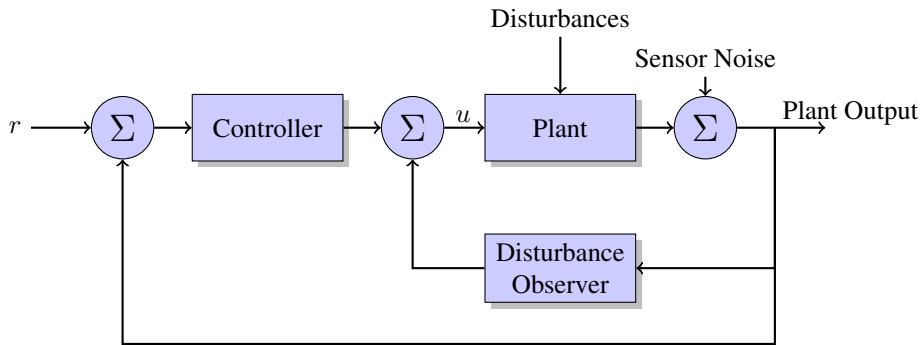 Disturbances
Sensor Noise
Plant Output
r
Σ
Controller
Σ
u
Plant
Σ
Disturbance
Observer